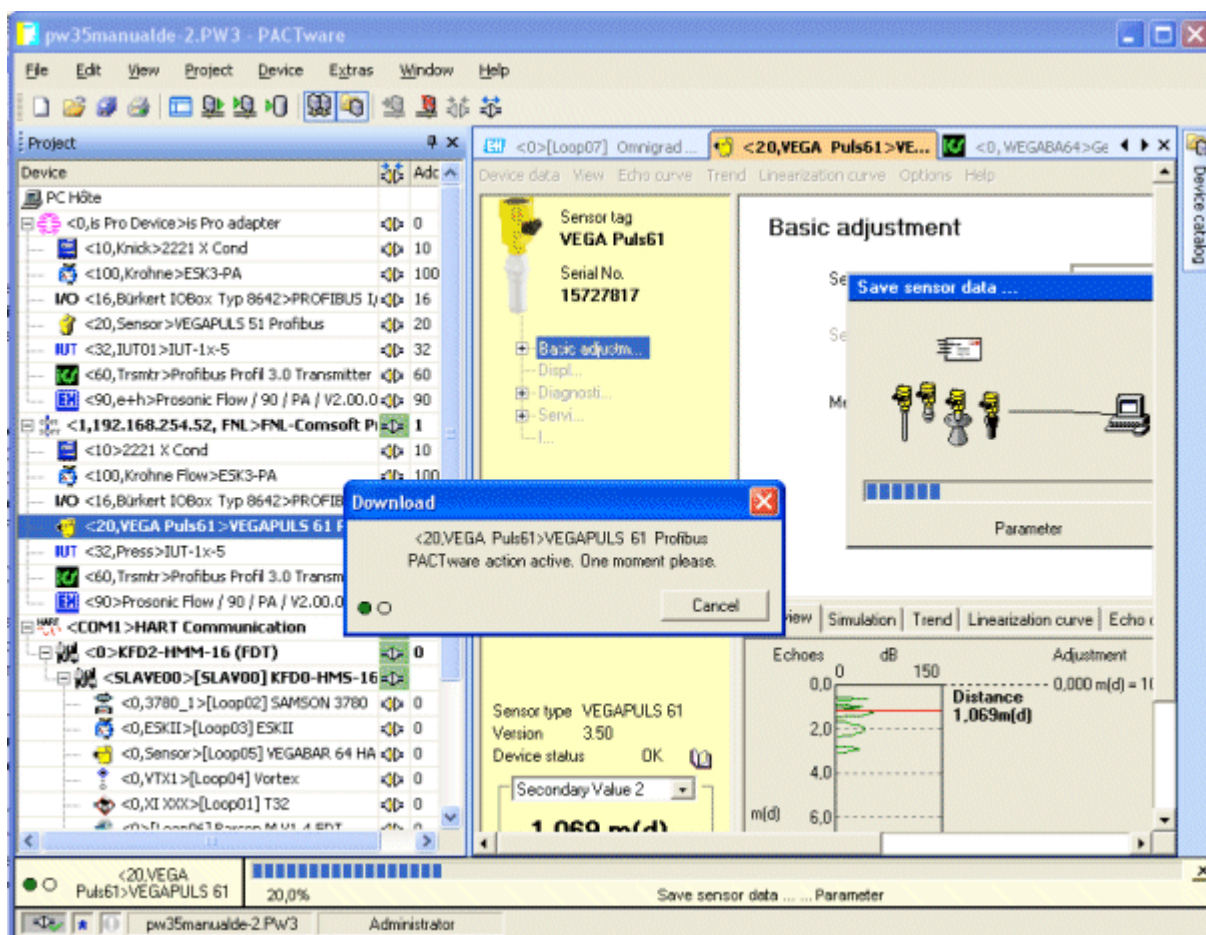 pw35manualde-2.PW3 - PACTware
File Edit View Project Device Extras Window Help
Project
Device Adc
PC Hôte
<0,is Pro Device>is Pro adapter 0
<10,Knick>2221 X Cond 10
<100,Krohne>ESK3-PA 100
I/O <16,Bürkert IOBox Typ 8642>PROFIBUS I/ 16
<20,Sensor>VEGAPULS 51 Profibus 20
IUT <32,IUT01>IUT-1x-5 32
<60,Trsmtr>Profibus Profil 3.0 Transmitter 60
EH <90,e+h>Prosonic Flow / 90 / PA / V2.00.0 90
<1,192.168.254.52, FNL>FNL-Comsoft P 1
<10>2221 X Cond 10
<100,Krohne Flow>ESK3-PA 100
I/O <16,Bürkert IOBox Typ 8642>PROFIB
<20,VEGA Puls61>VEGAPULS 61 P
IUT <32,Press>IUT-1x-5
<60,Trsmtr>Profibus Profil 3.0 Transm
EH <90>Prosonic Flow / 90 / PA / V2.00.0
HART <COM1>HART Communication
<0>KFD2-HMM-16 (FDT) 0
<SLAVE00>[SLAV00] KFD0-HMS-16
<0,3780_1>[Loop02] SAMSON 3780 0
<0,ESKII>[Loop03] ESKII 0
<0,Sensor>[Loop05] VEGABAR 64 HA 0
<0,VTX1>[Loop04] Vortex 0
<0,XI XXX>[Loop01] T32 0
EH <0>[Loop07] Omnigrad ... <20,VEGA Puls61>VE... <0, WEGABA64>Ge
Device catalog
Device data View Echo curve Trend Linearization curve Options Help
Sensor tag
VEGA Puls61
Serial No.
15727817
Basic adjustm...
Displ...
Diagnosti...
Servi...
I...
Basic adjustment
Se
Se
Me
Save sensor data ...
Parameter
Download
<20,VEGA Puls61>VEGAPULS 61 Profibus
PACTware action active. One moment please.
Cancel
Sensor type VEGAPULS 61
Version 3.50
Device status OK
Secondary Value 2
1,069 m(d)
view Simulation Trend Linearization curve Echo c
Echoes dB Adjustment
0 150
0,0 0,000 m(d) = 10
Distance
1,069m(d)
2,0
4,0
m(d) 6,0
<20,VEGA
Puls61>VEGAPULS 61
20,0% Save sensor data ... ... Parameter
pw35manualde-2.PW3 Administrator